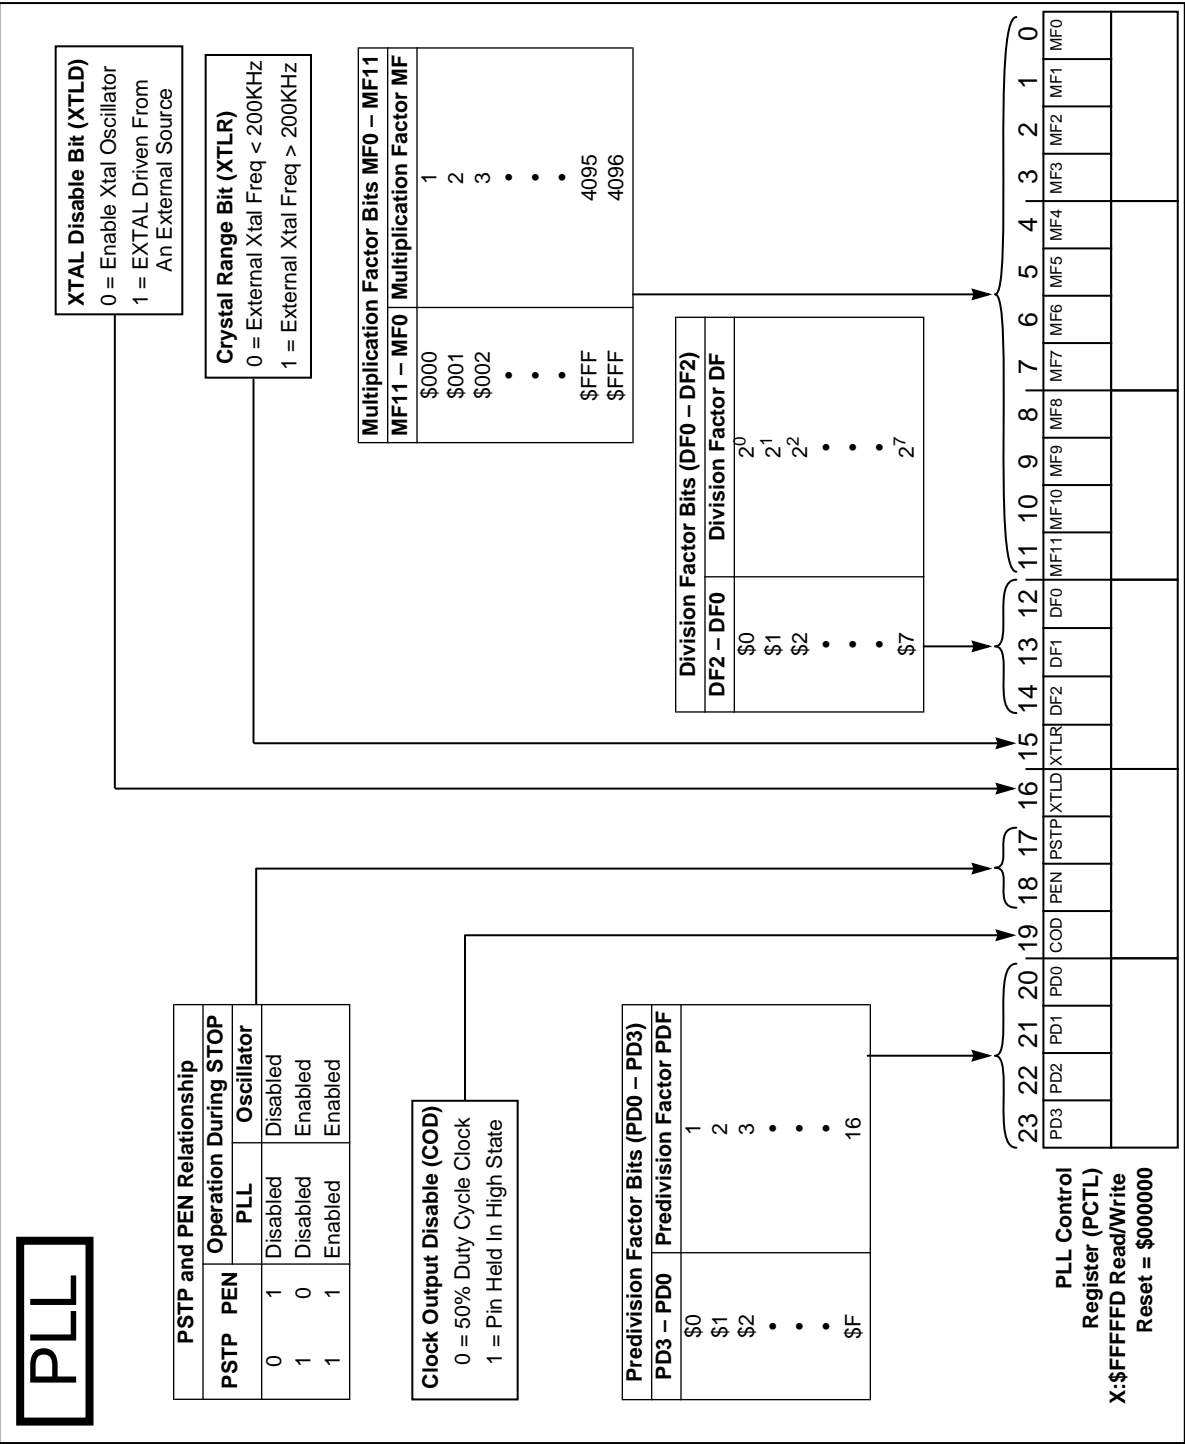 PLL
PSTP and PEN Relationship
PSTP PEN Operation During STOP
PLL Oscillator
0 1 Disabled Disabled
1 0 Disabled Enabled
1 1 Enabled Enabled
XTAL Disable Bit (XTLD)
0 = Enable Xtal Oscillator
1 = EXTAL Driven From
An External Source
Crystal Range Bit (XTLR)
0 = External Xtal Freq < 200KHz
1 = External Xtal Freq > 200KHz
Clock Output Disable (COD)
0 = 50% Duty Cycle Clock
1 = Pin Held In High State
Multiplication Factor Bits MF0 – MF11
MF11 – MF0 Multiplication Factor MF
$000 1
$001 2
$002 3
• •
• •
• •
$FFF 4095
$FFF 4096
Predivision Factor Bits (PD0 – PD3)
PD3 – PD0 Predivision Factor PDF
$0 1
$1 2
$2 3
• •
• •
• •
$F 16
Division Factor Bits (DF0 – DF2)
DF2 – DF0 Division Factor DF
$0 2⁰
$1 2¹
$2 2²
• •
• •
• •
$7 2⁷
23 22 21 20 19 18 17 16 15 14 13 12 11 10 9 8 7 6 5 4 3 2 1 0
PD3 PD2 PD1 PD0 COD PEN PSTP XTLD XTLR DF2 DF1 DF0 MF11 MF10 MF9 MF8 MF7 MF6 MF5 MF4 MF3 MF2 MF1 MF0
PLL Control
Register (PCTL)
X:$FFFFFD Read/Write
Reset = $000000